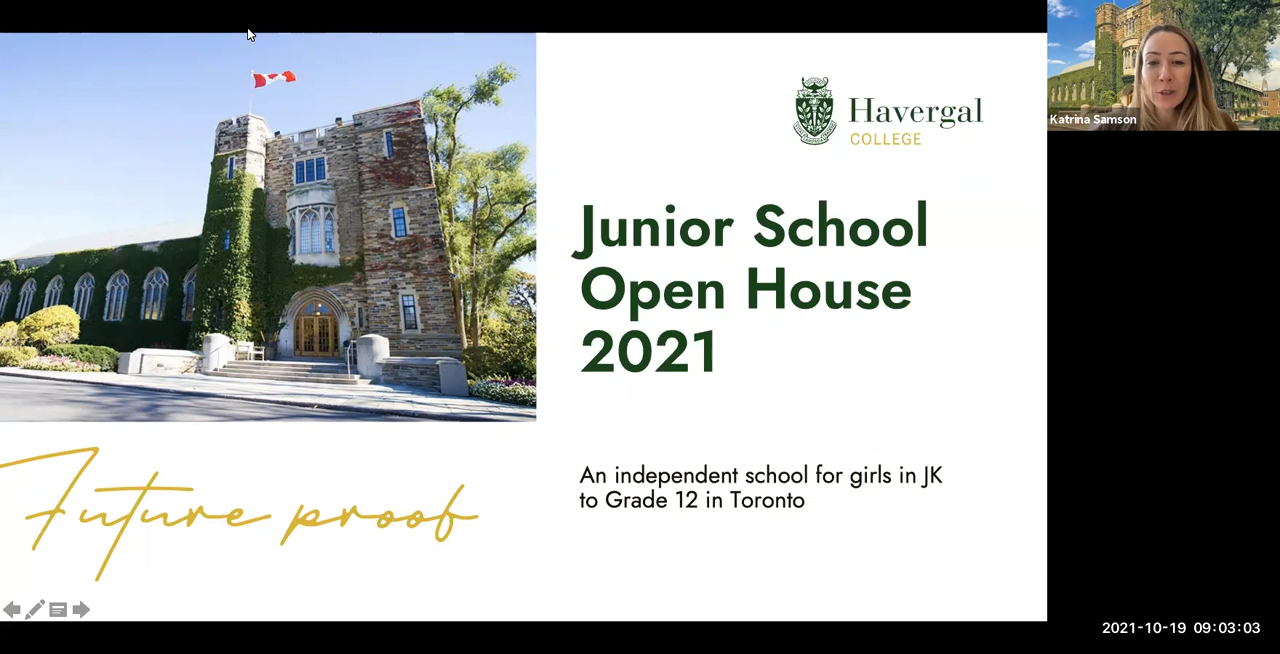 Havergal
COLLEGE
Katrina Samson
Junior School
Open House
2021
An independent school for girls in JK
to Grade 12 in Toronto
Future proof
2021-10-19 09:03:03